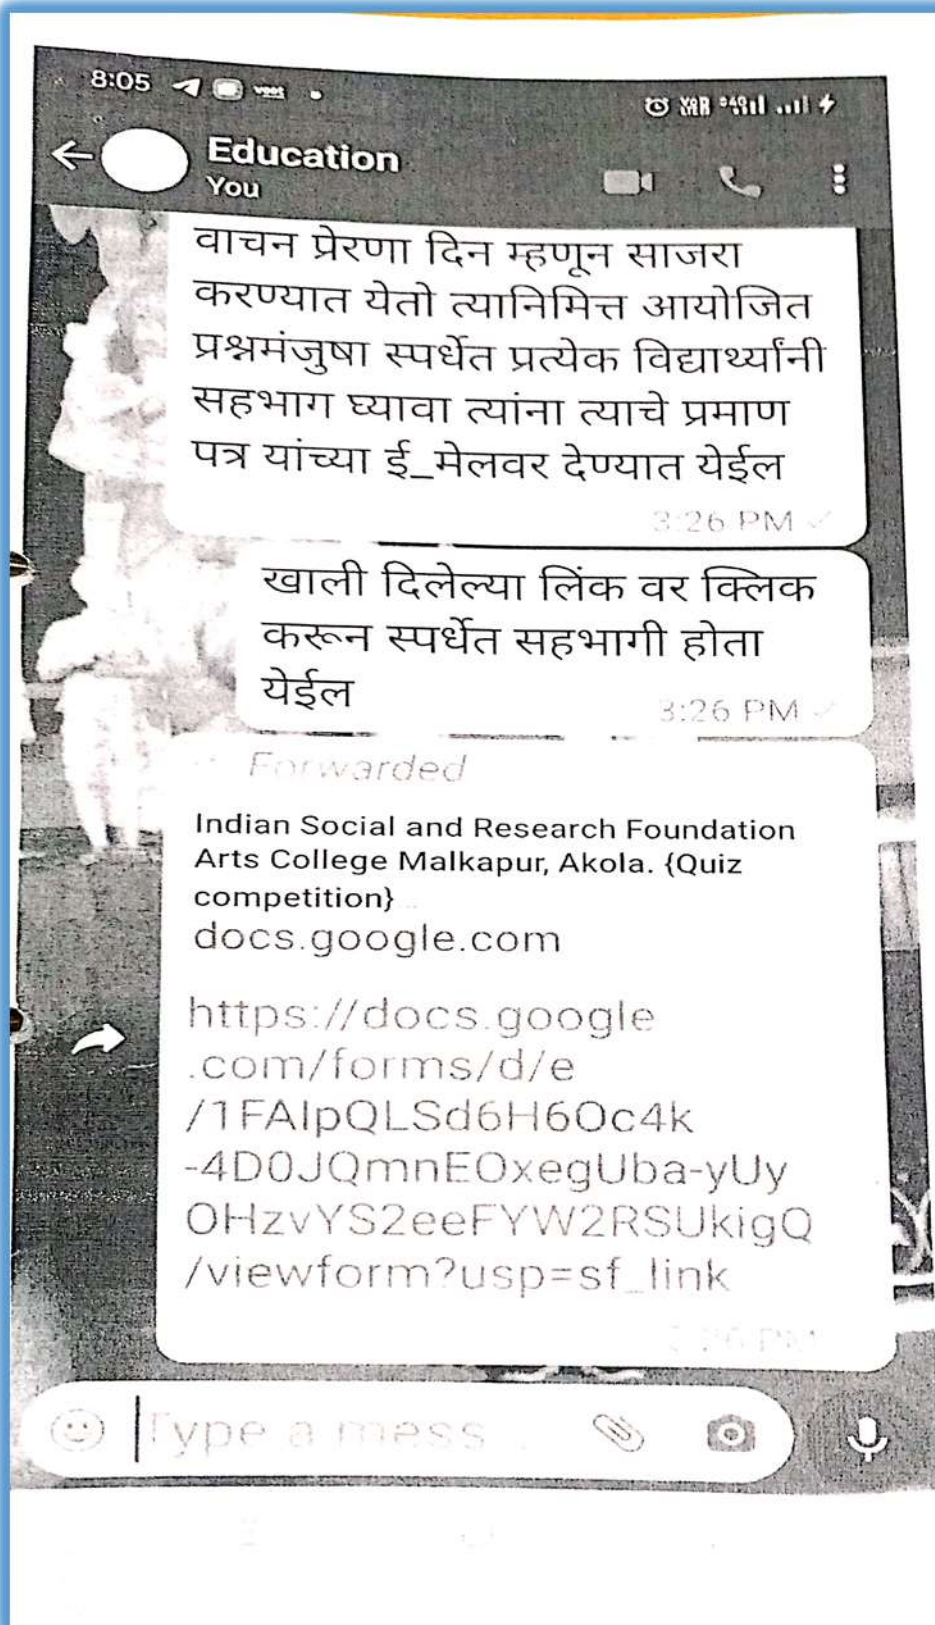 8:05
Education
You
वाचन प्रेरणा दिन म्हणून साजरा
करण्यात येतो त्यानिमित्त आयोजित
प्रश्नमंजुषा स्पर्धेत प्रत्येक विद्यार्थ्यांनी
सहभाग घ्यावा त्यांना त्याचे प्रमाण
पत्र यांच्या ई_मेलवर देण्यात येईल
3:26 PM
खाली दिलेल्या लिंक वर क्लिक
करून स्पर्धेत सहभागी होता
येईल
3:26 PM
Forwarded
Indian Social and Research Foundation
Arts College Malkapur, Akola. {Quiz
competition}
docs.google.com
https://docs.google
.com/forms/d/e
/1FAIpQLSd6H6Oc4k
-4D0JQmnEOxegUba-yUy
OHzvYS2eeFYW2RSUkigQ
/viewform?usp=sf_link
Type a mess